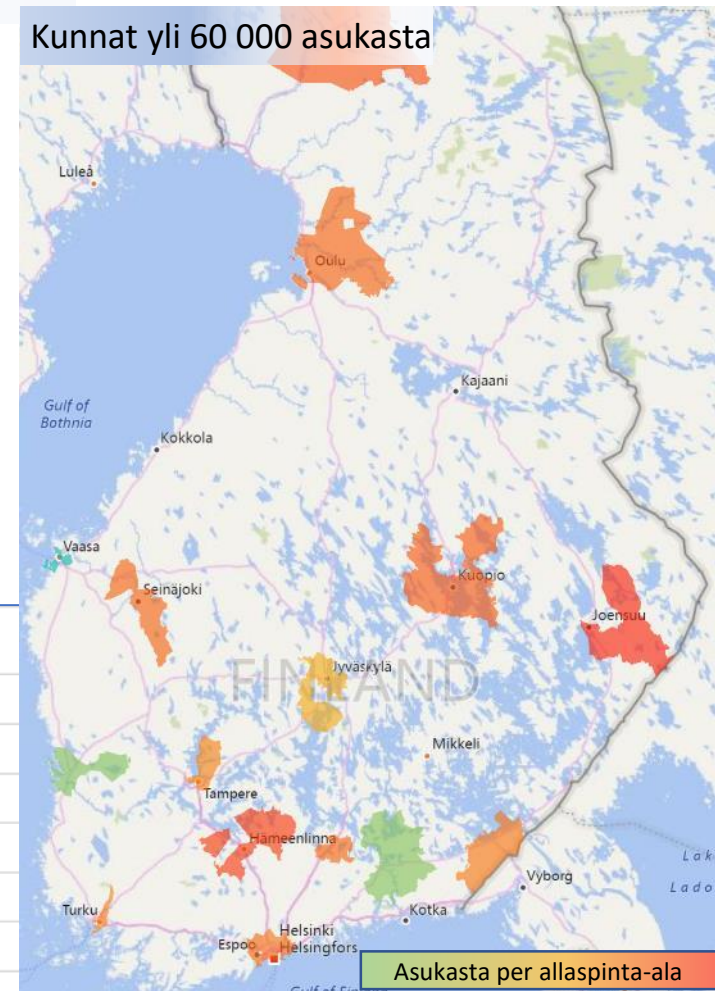 Kunnat yli 60 000 asukasta
Luleå
Oulu
Kajaani
Gulf of
Bothnia
Kokkola
Vaasa
Seinäjoki
Kuopio
Joensuu
Jyväskylä
FINLAND
Mikkeli
Tampere
Hämeenlinna
Vyborg
Turku
Kotka
Helsinki
Helsingfors
Espoo
Asukasta per allaspinta-ala